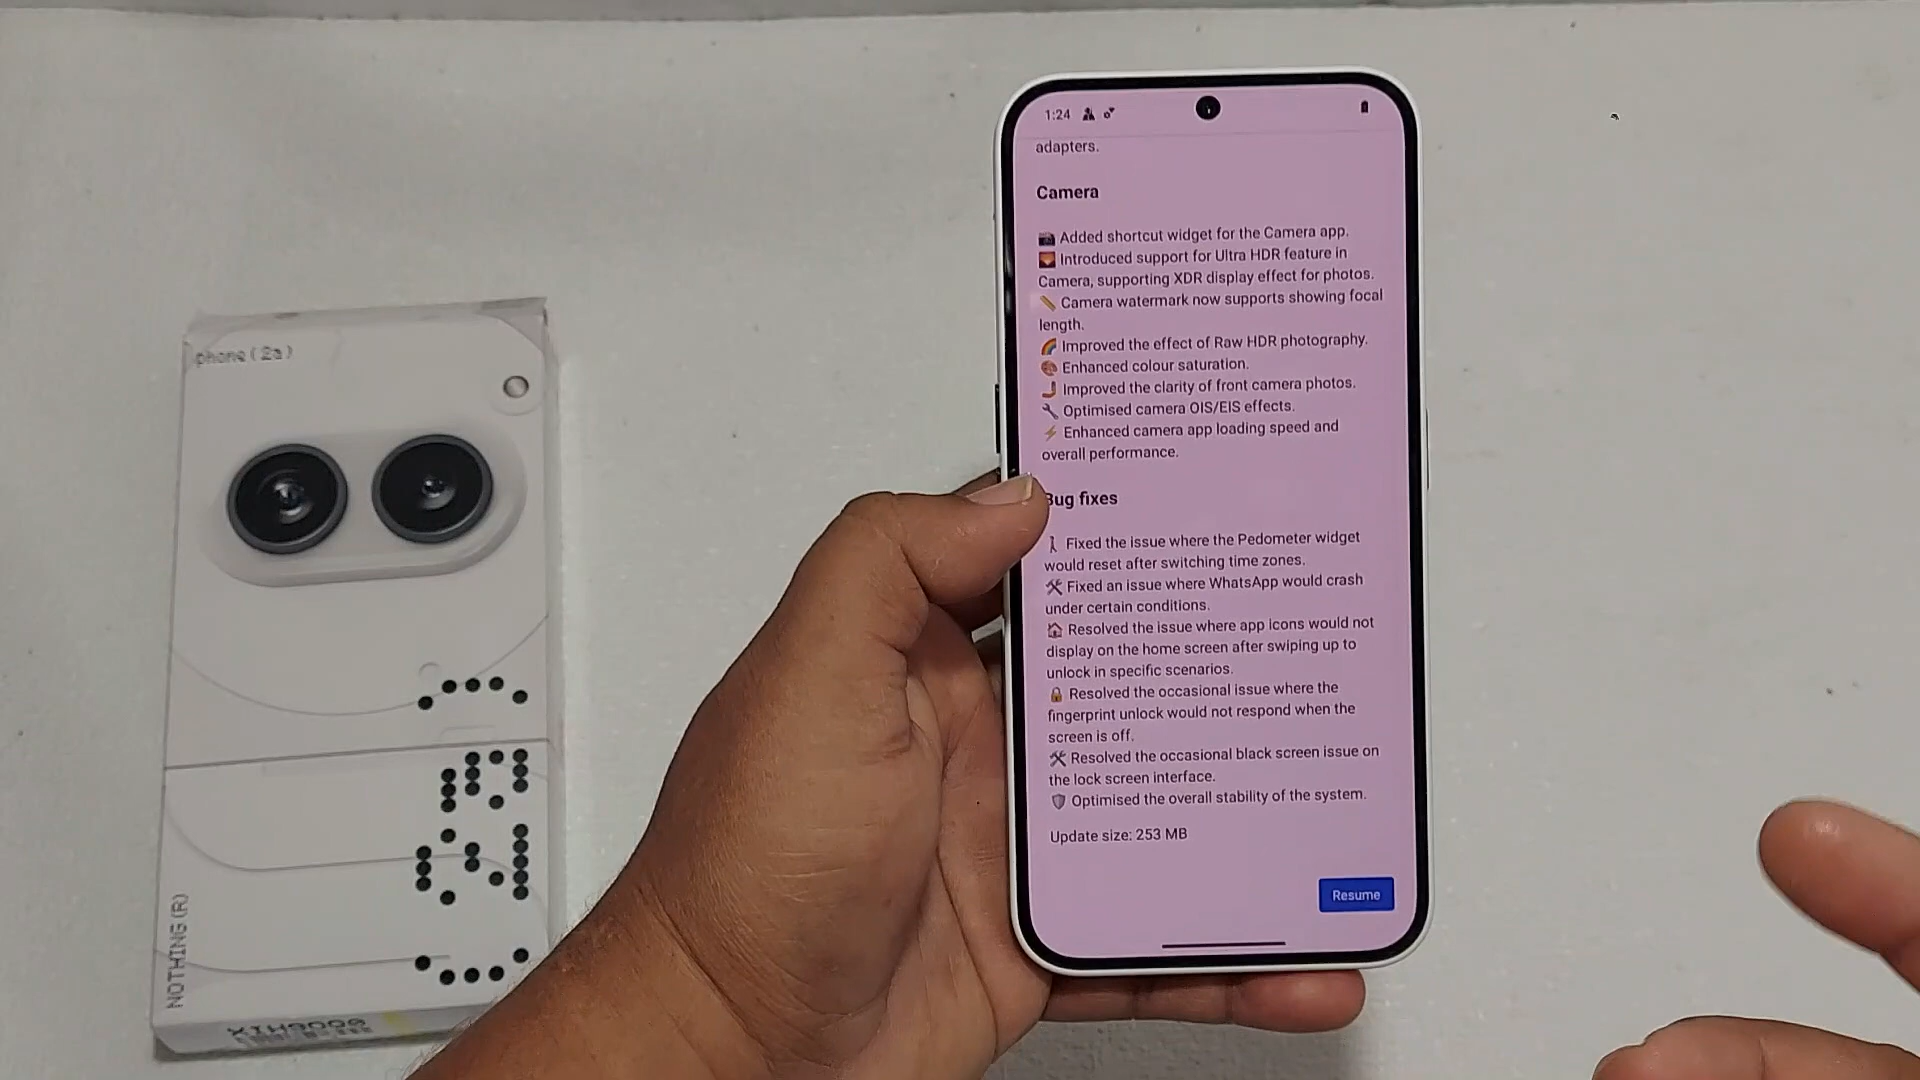 phone (2a)
NOTHING (R)
1:24
adapters.
Camera
📷 Added shortcut widget for the Camera app.
🌄 Introduced support for Ultra HDR feature in
Camera, supporting XDR display effect for photos.
📏 Camera watermark now supports showing focal
length.
🌈 Improved the effect of Raw HDR photography.
🎨 Enhanced colour saturation.
🤳 Improved the clarity of front camera photos.
🔧 Optimised camera OIS/EIS effects.
⚡ Enhanced camera app loading speed and
overall performance.
Bug fixes
🚶 Fixed the issue where the Pedometer widget
would reset after switching time zones.
🛠 Fixed an issue where WhatsApp would crash
under certain conditions.
🏠 Resolved the issue where app icons would not
display on the home screen after swiping up to
unlock in specific scenarios.
🔒 Resolved the occasional issue where the
fingerprint unlock would not respond when the
screen is off.
🛠 Resolved the occasional black screen issue on
the lock screen interface.
🛡 Optimised the overall stability of the system.
Update size: 253 MB
Resume